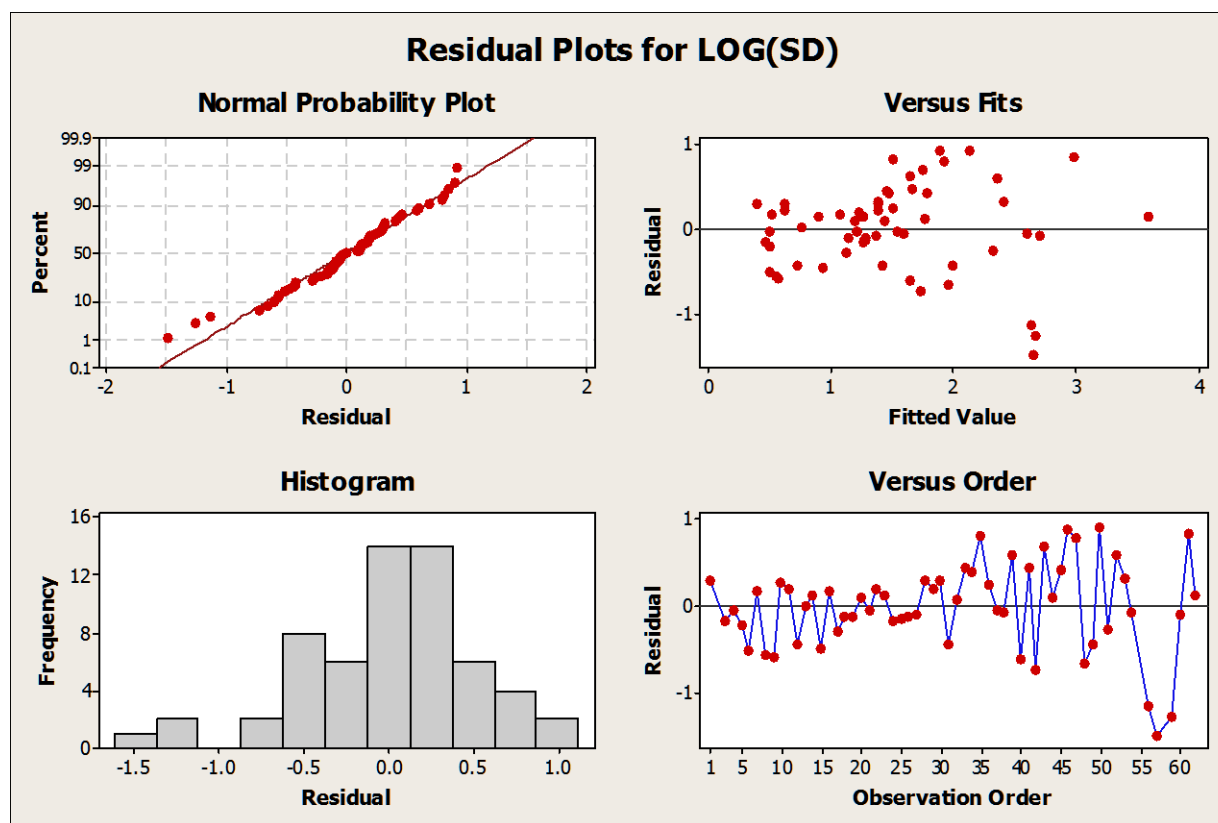 Residual Plots for LOG(SD)
Normal Probability Plot
99.9
99
90
50
10
1
0.1
Percent
-2 -1 0 1 2
Residual
Versus Fits
1
0
-1
Residual
0 1 2 3 4
Fitted Value
Histogram
16
12
8
4
0
Frequency
-1.5 -1.0 -0.5 0.0 0.5 1.0
Residual
Versus Order
1
0
-1
Residual
1 5 10 15 20 25 30 35 40 45 50 55 60
Observation Order